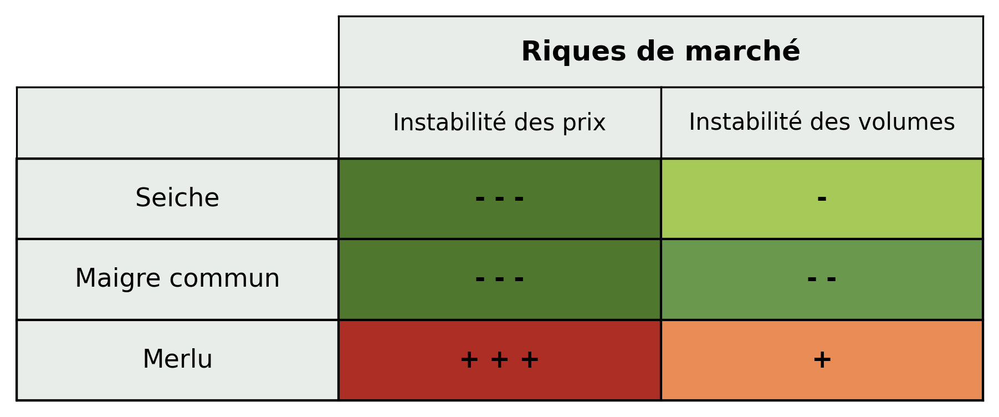 Riques de marché
Instabilité des prix Instabilité des volumes
Seiche - - - -
Maigre commun - - - - -
Merlu + + + +